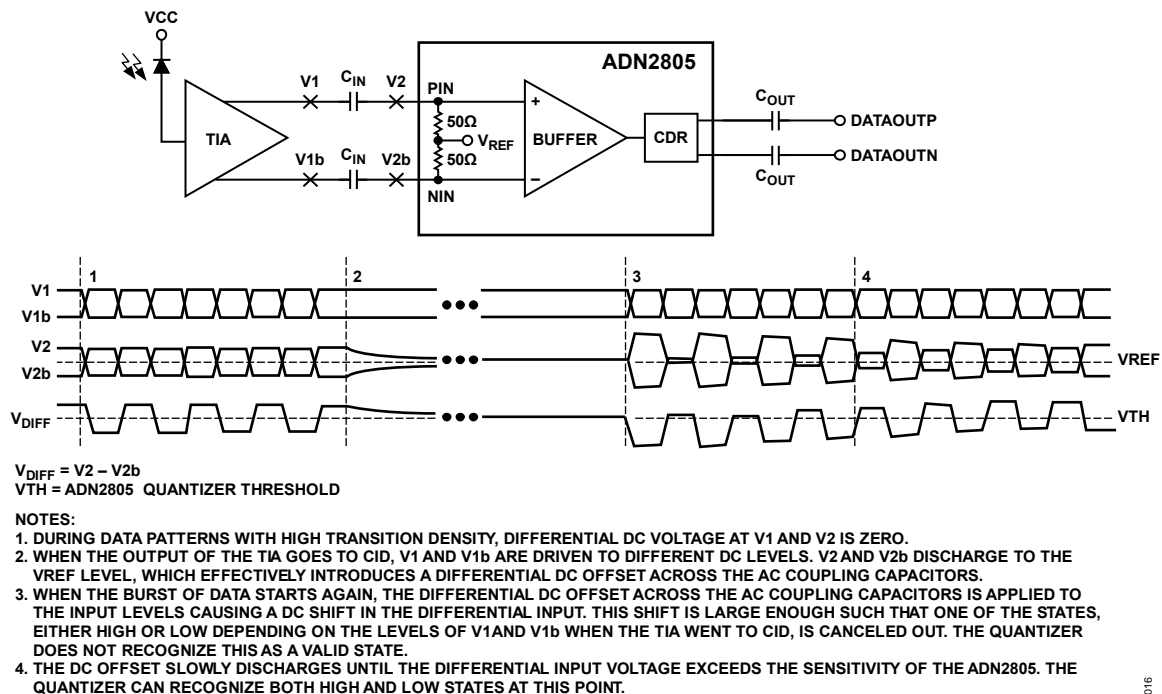 VCC
ADN2805
V1
CIN
V2
PIN
COUT
+
50Ω
DATAOUTP
TIA
VREF
BUFFER
CDR
50Ω
V1b
CIN
V2b
DATAOUTN
–
NIN
COUT
1
2
3
4
V1
V1b
V2
VREF
V2b
VDIFF
VTH
VDIFF = V2 – V2b
VTH = ADN2805 QUANTIZER THRESHOLD
NOTES:
1. DURING DATA PATTERNS WITH HIGH TRANSITION DENSITY, DIFFERENTIAL DC VOLTAGE AT V1 AND V2 IS ZERO.
2. WHEN THE OUTPUT OF THE TIA GOES TO CID, V1 AND V1b ARE DRIVEN TO DIFFERENT DC LEVELS. V2 AND V2b DISCHARGE TO THE
VREF LEVEL, WHICH EFFECTIVELY INTRODUCES A DIFFERENTIAL DC OFFSET ACROSS THE AC COUPLING CAPACITORS.
3. WHEN THE BURST OF DATA STARTS AGAIN, THE DIFFERENTIAL DC OFFSET ACROSS THE AC COUPLING CAPACITORS IS APPLIED TO
THE INPUT LEVELS CAUSING A DC SHIFT IN THE DIFFERENTIAL INPUT. THIS SHIFT IS LARGE ENOUGH SUCH THAT ONE OF THE STATES,
EITHER HIGH OR LOW DEPENDING ON THE LEVELS OF V1AND V1b WHEN THE TIA WENT TO CID, IS CANCELED OUT. THE QUANTIZER
DOES NOT RECOGNIZE THIS AS A VALID STATE.
4. THE DC OFFSET SLOWLY DISCHARGES UNTIL THE DIFFERENTIAL INPUT VOLTAGE EXCEEDS THE SENSITIVITY OF THE ADN2805. THE
QUANTIZER CAN RECOGNIZE BOTH HIGH AND LOW STATES AT THIS POINT.
016